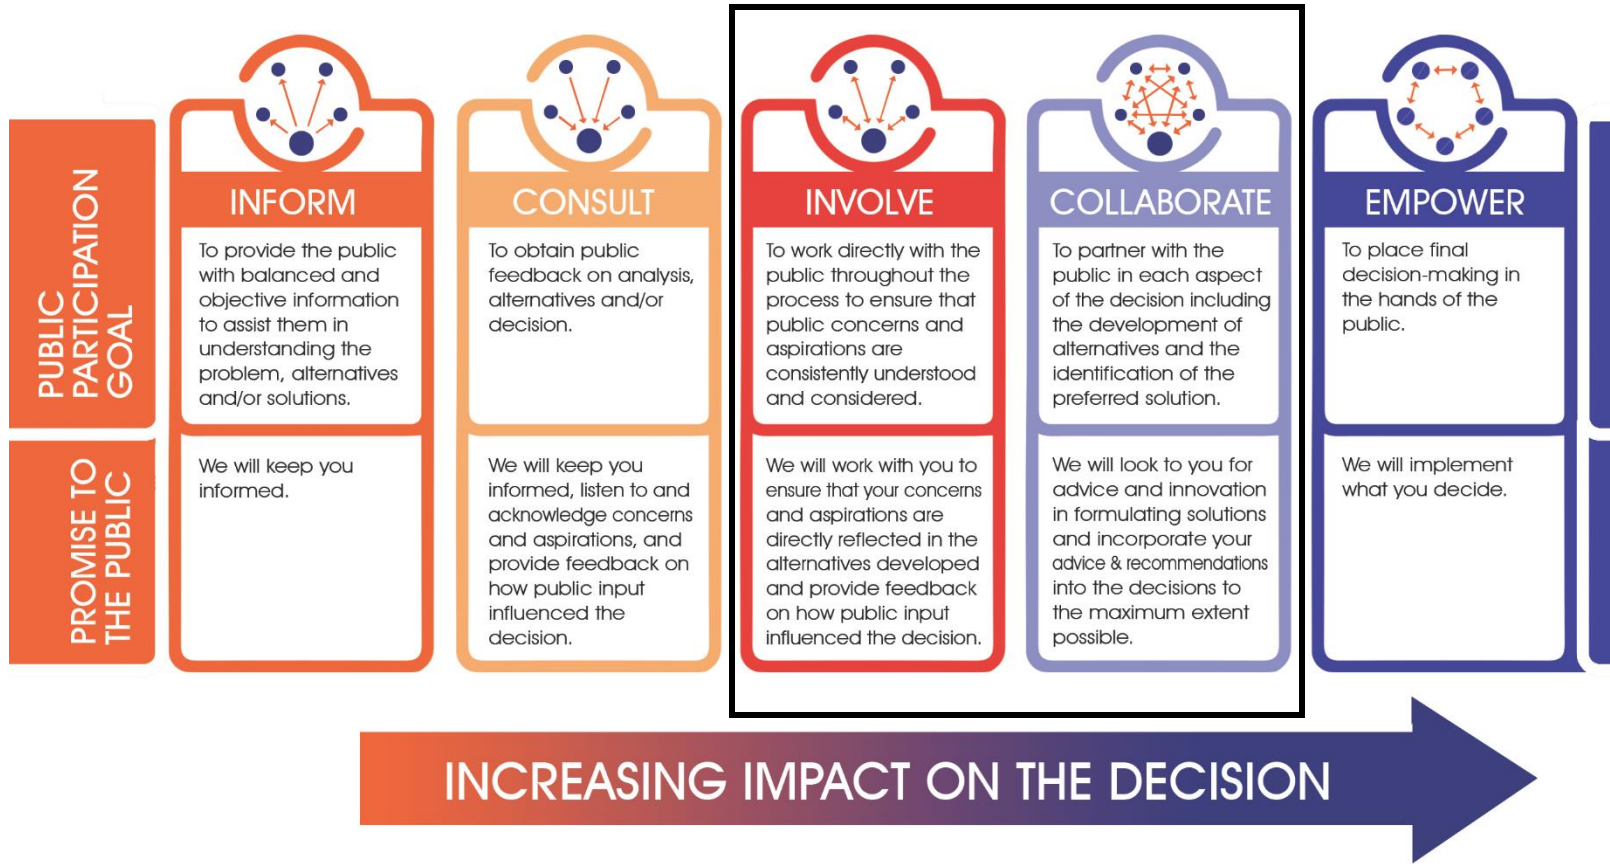 PUBLIC
PARTICIPATION
GOAL
PROMISE TO
THE PUBLIC
INFORM
To provide the public
with balanced and
objective information
to assist them in
understanding the
problem, alternatives
and/or solutions.
We will keep you
informed.
CONSULT
To obtain public
feedback on analysis,
alternatives and/or
decision.
We will keep you
informed, listen to and
acknowledge concerns
and aspirations, and
provide feedback on
how public input
influenced the
decision.
INVOLVE
To work directly with the
public throughout the
process to ensure that
public concerns and
aspirations are
consistently understood
and considered.
We will work with you to
ensure that your concerns
and aspirations are
directly reflected in the
alternatives developed
and provide feedback
on how public input
influenced the decision.
COLLABORATE
To partner with the
public in each aspect
of the decision including
the development of
alternatives and the
identification of the
preferred solution.
We will look to you for
advice and innovation
in formulating solutions
and incorporate your
advice & recommendations
into the decisions to
the maximum extent
possible.
EMPOWER
To place final
decision-making in
the hands of the
public.
We will implement
what you decide.
INCREASING IMPACT ON THE DECISION